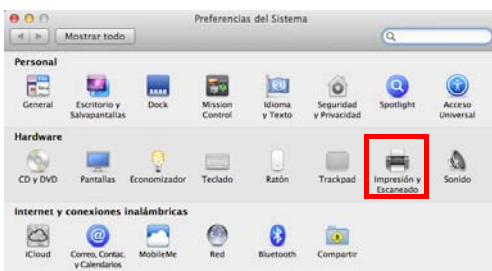 Preferencias del Sistema
Mostrar todo
Personal
General
Escritorio y
Salvapantallas
Dock
Mission
Control
Idioma
y Texto
Seguridad
y Privacidad
Spotlight
Acceso
Universal
Hardware
CD y DVD
Pantallas
Economizador
Teclado
Ratón
Trackpad
Impresión y
Escaneado
Sonido
Internet y conexiones inalámbricas
iCloud
Correo, Contac.
y Calendarios
MobileMe
Red
Bluetooth
Compartir